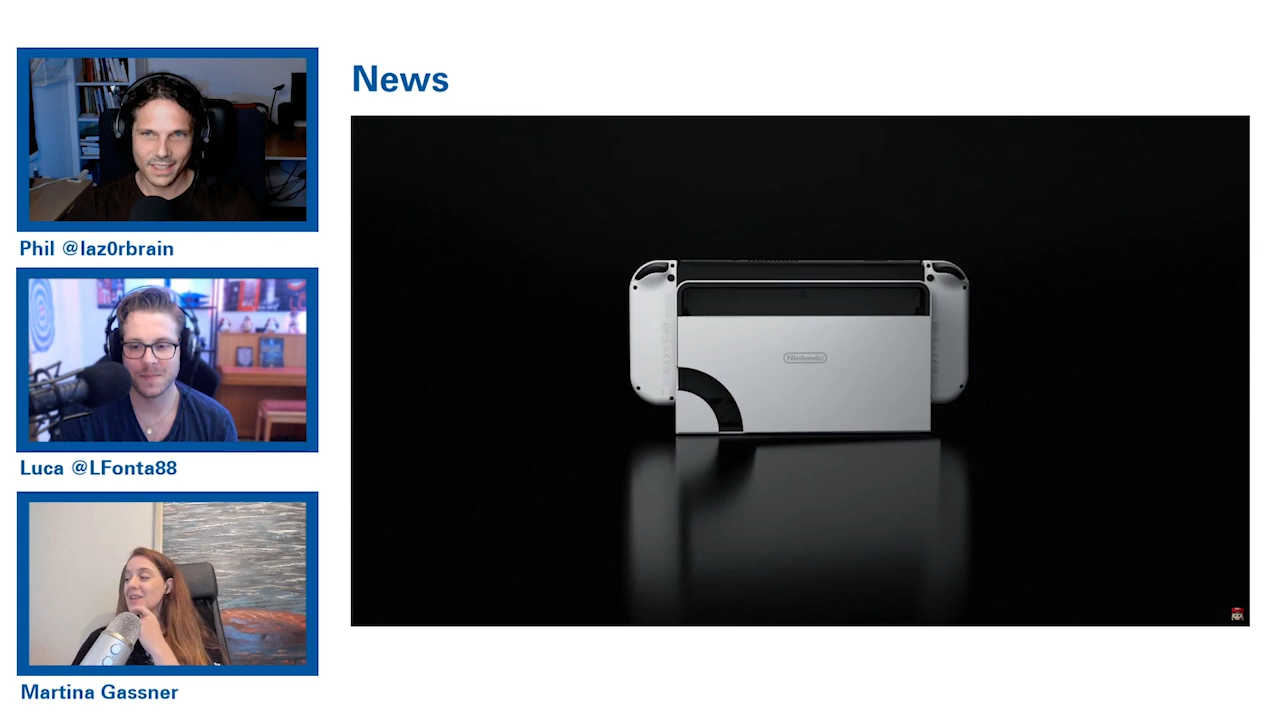 News
Phil @laz0rbrain
Luca @LFonta88
Martina Gassner
Nintendo